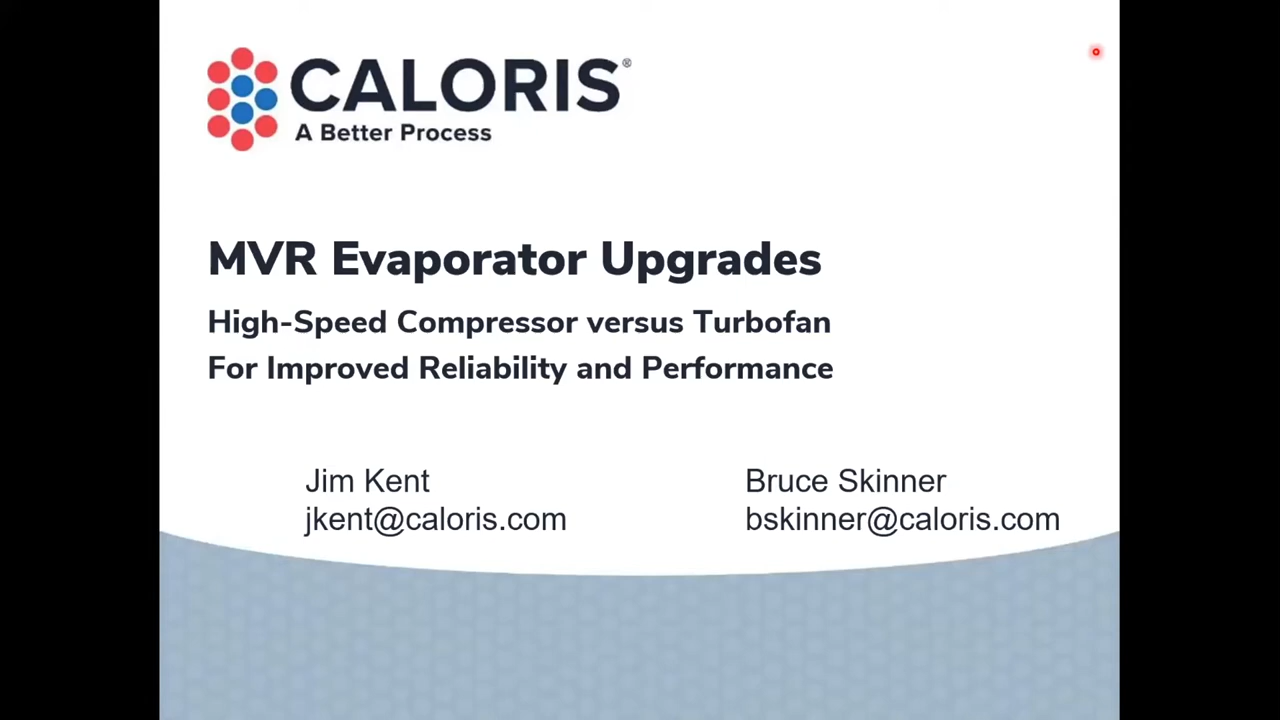 CALORIS®
A Better Process
MVR Evaporator Upgrades
High-Speed Compressor versus Turbofan
For Improved Reliability and Performance
Jim Kent
jkent@caloris.com
Bruce Skinner
bskinner@caloris.com